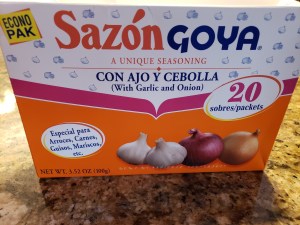 ECONO
PAK
Sazón GOYA
A UNIQUE SEASONING
CON AJO Y CEBOLLA
(With Garlic and Onion)
20
sobres/packets
Especial para
Arroces, Carnes,
Guisos, Mariscos,
etc.
NET WT. 3.52 OZ (100g)